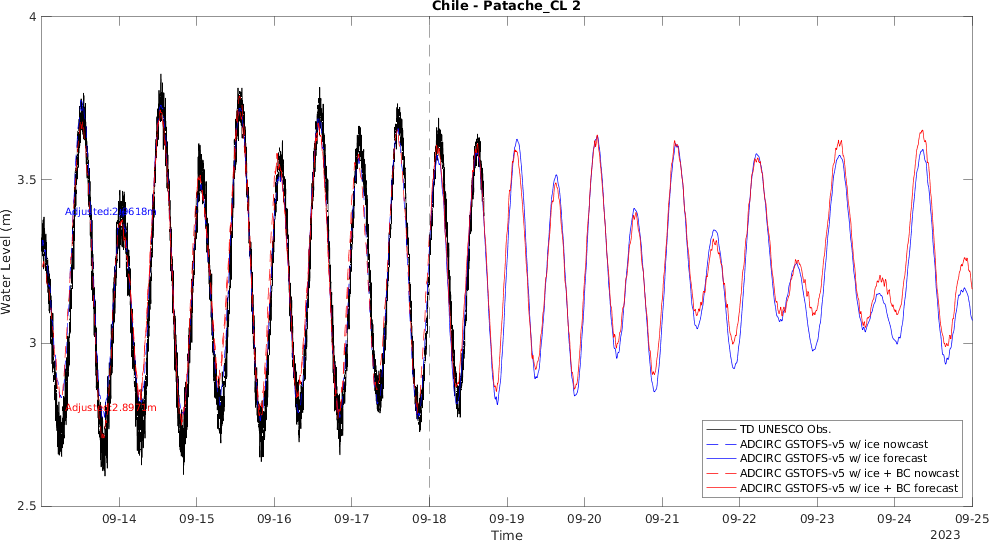 Chile - Patache_CL 2
4
3.5
3
2.5
Water Level (m)
Adjusted:2.9618m
TD UNESCO Obs.
ADCIRC GSTOFS-v5 w/ ice nowcast
ADCIRC GSTOFS-v5 w/ ice forecast
ADCIRC GSTOFS-v5 w/ ice + BC nowcast
ADCIRC GSTOFS-v5 w/ ice + BC forecast
09-14 09-15 09-16 09-17 09-18 09-19 09-20 09-21 09-22 09-23 09-24 09-25
Time
2023